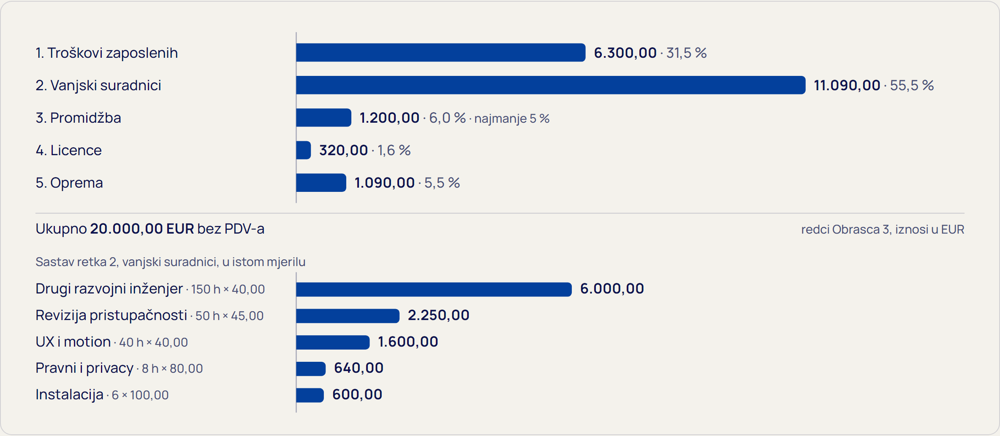 1. Troškovi zaposlenih 6.300,00 · 31,5 %
2. Vanjski suradnici 11.090,00 · 55,5 %
3. Promidžba 1.200,00 · 6,0 % · najmanje 5 %
4. Licence 320,00 · 1,6 %
5. Oprema 1.090,00 · 5,5 %
Ukupno 20.000,00 EUR bez PDV-a redci Obrasca 3, iznosi u EUR
Sastav retka 2, vanjski suradnici, u istom mjerilu
Drugi razvojni inženjer · 150 h × 40,00 6.000,00
Revizija pristupačnosti · 50 h × 45,00 2.250,00
UX i motion · 40 h × 40,00 1.600,00
Pravni i privacy · 8 h × 80,00 640,00
Instalacija · 6 × 100,00 600,00